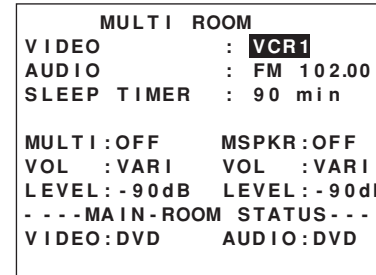 MULTI ROOM
VIDEO : VCR1
AUDIO : FM 102.00
SLEEP TIMER : 90 min
MULTI:OFF MSPKR:OFF
VOL :VARI VOL :VARI
LEVEL:-90dB LEVEL:-90d
----MAIN-ROOM STATUS---
VIDEO:DVD AUDIO:DVD